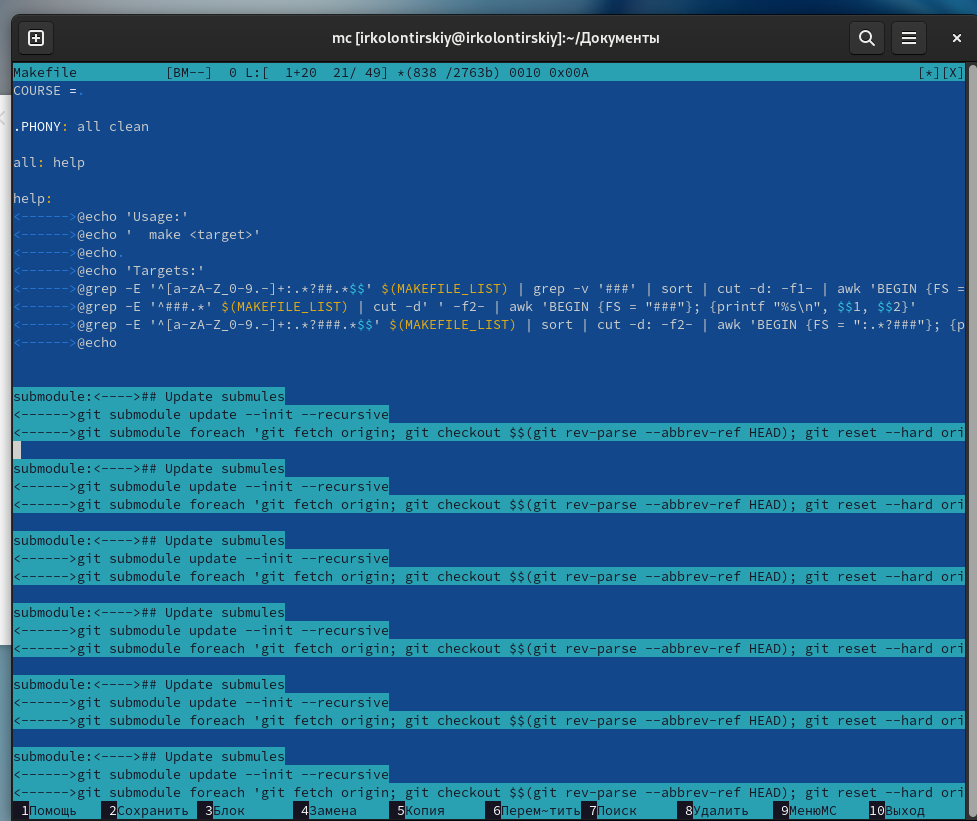 mc [irkolontirskiy@irkolontirskiy]:~/Документы
Makefile [BM--] 0 L:[ 1+20 21/ 49] *(838 /2763b) 0010 0x00A [*][X]
COURSE =.
.PHONY: all clean
all: help
help:
<------>@echo 'Usage:'
<------>@echo '  make <target>'
<------>@echo.
<------>@echo 'Targets:'
<------>@grep -E '^[a-zA-Z_0-9.-]+:.*?##.*$$' $(MAKEFILE_LIST) | grep -v '###' | sort | cut -d: -f1- | awk 'BEGIN {FS =
<------>@grep -E '^###.*' $(MAKEFILE_LIST) | cut -d' ' -f2- | awk 'BEGIN {FS = "###"}; {printf "%s\n", $$1, $$2}'
<------>@grep -E '^[a-zA-Z_0-9.-]+:.*?###.*$$' $(MAKEFILE_LIST) | sort | cut -d: -f2- | awk 'BEGIN {FS = ":.*?###"}; {p
<------>@echo
submodule:<---->## Update submules
<------>git submodule update --init --recursive
<------>git submodule foreach 'git fetch origin; git checkout $$(git rev-parse --abbrev-ref HEAD); git reset --hard ori
submodule:<---->## Update submules
<------>git submodule update --init --recursive
<------>git submodule foreach 'git fetch origin; git checkout $$(git rev-parse --abbrev-ref HEAD); git reset --hard ori
submodule:<---->## Update submules
<------>git submodule update --init --recursive
<------>git submodule foreach 'git fetch origin; git checkout $$(git rev-parse --abbrev-ref HEAD); git reset --hard ori
submodule:<---->## Update submules
<------>git submodule update --init --recursive
<------>git submodule foreach 'git fetch origin; git checkout $$(git rev-parse --abbrev-ref HEAD); git reset --hard ori
submodule:<---->## Update submules
<------>git submodule update --init --recursive
<------>git submodule foreach 'git fetch origin; git checkout $$(git rev-parse --abbrev-ref HEAD); git reset --hard ori
submodule:<---->## Update submules
<------>git submodule update --init --recursive
<------>git submodule foreach 'git fetch origin; git checkout $$(git rev-parse --abbrev-ref HEAD); git reset --hard ori
1Помощь 2Сохранить 3Блок 4Замена 5Копия 6Перем~тить 7Поиск 8Удалить 9МенюMC 10Выход